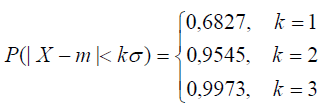 0,6827, k = 1
P(| X − m |< kσ) = 0,9545, k = 2
0,9973, k = 3